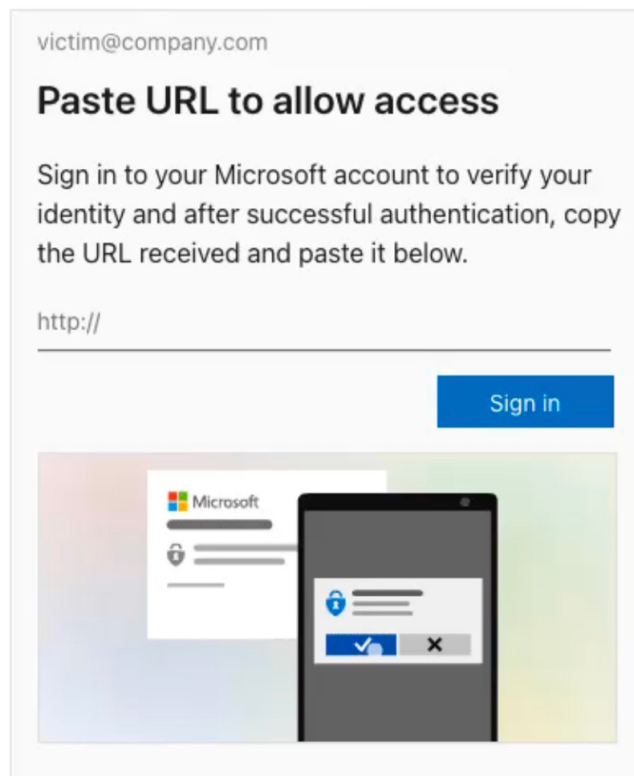 victim@company.com
Paste URL to allow access
Sign in to your Microsoft account to verify your
identity and after successful authentication, copy
the URL received and paste it below.
http://
Sign in
Microsoft